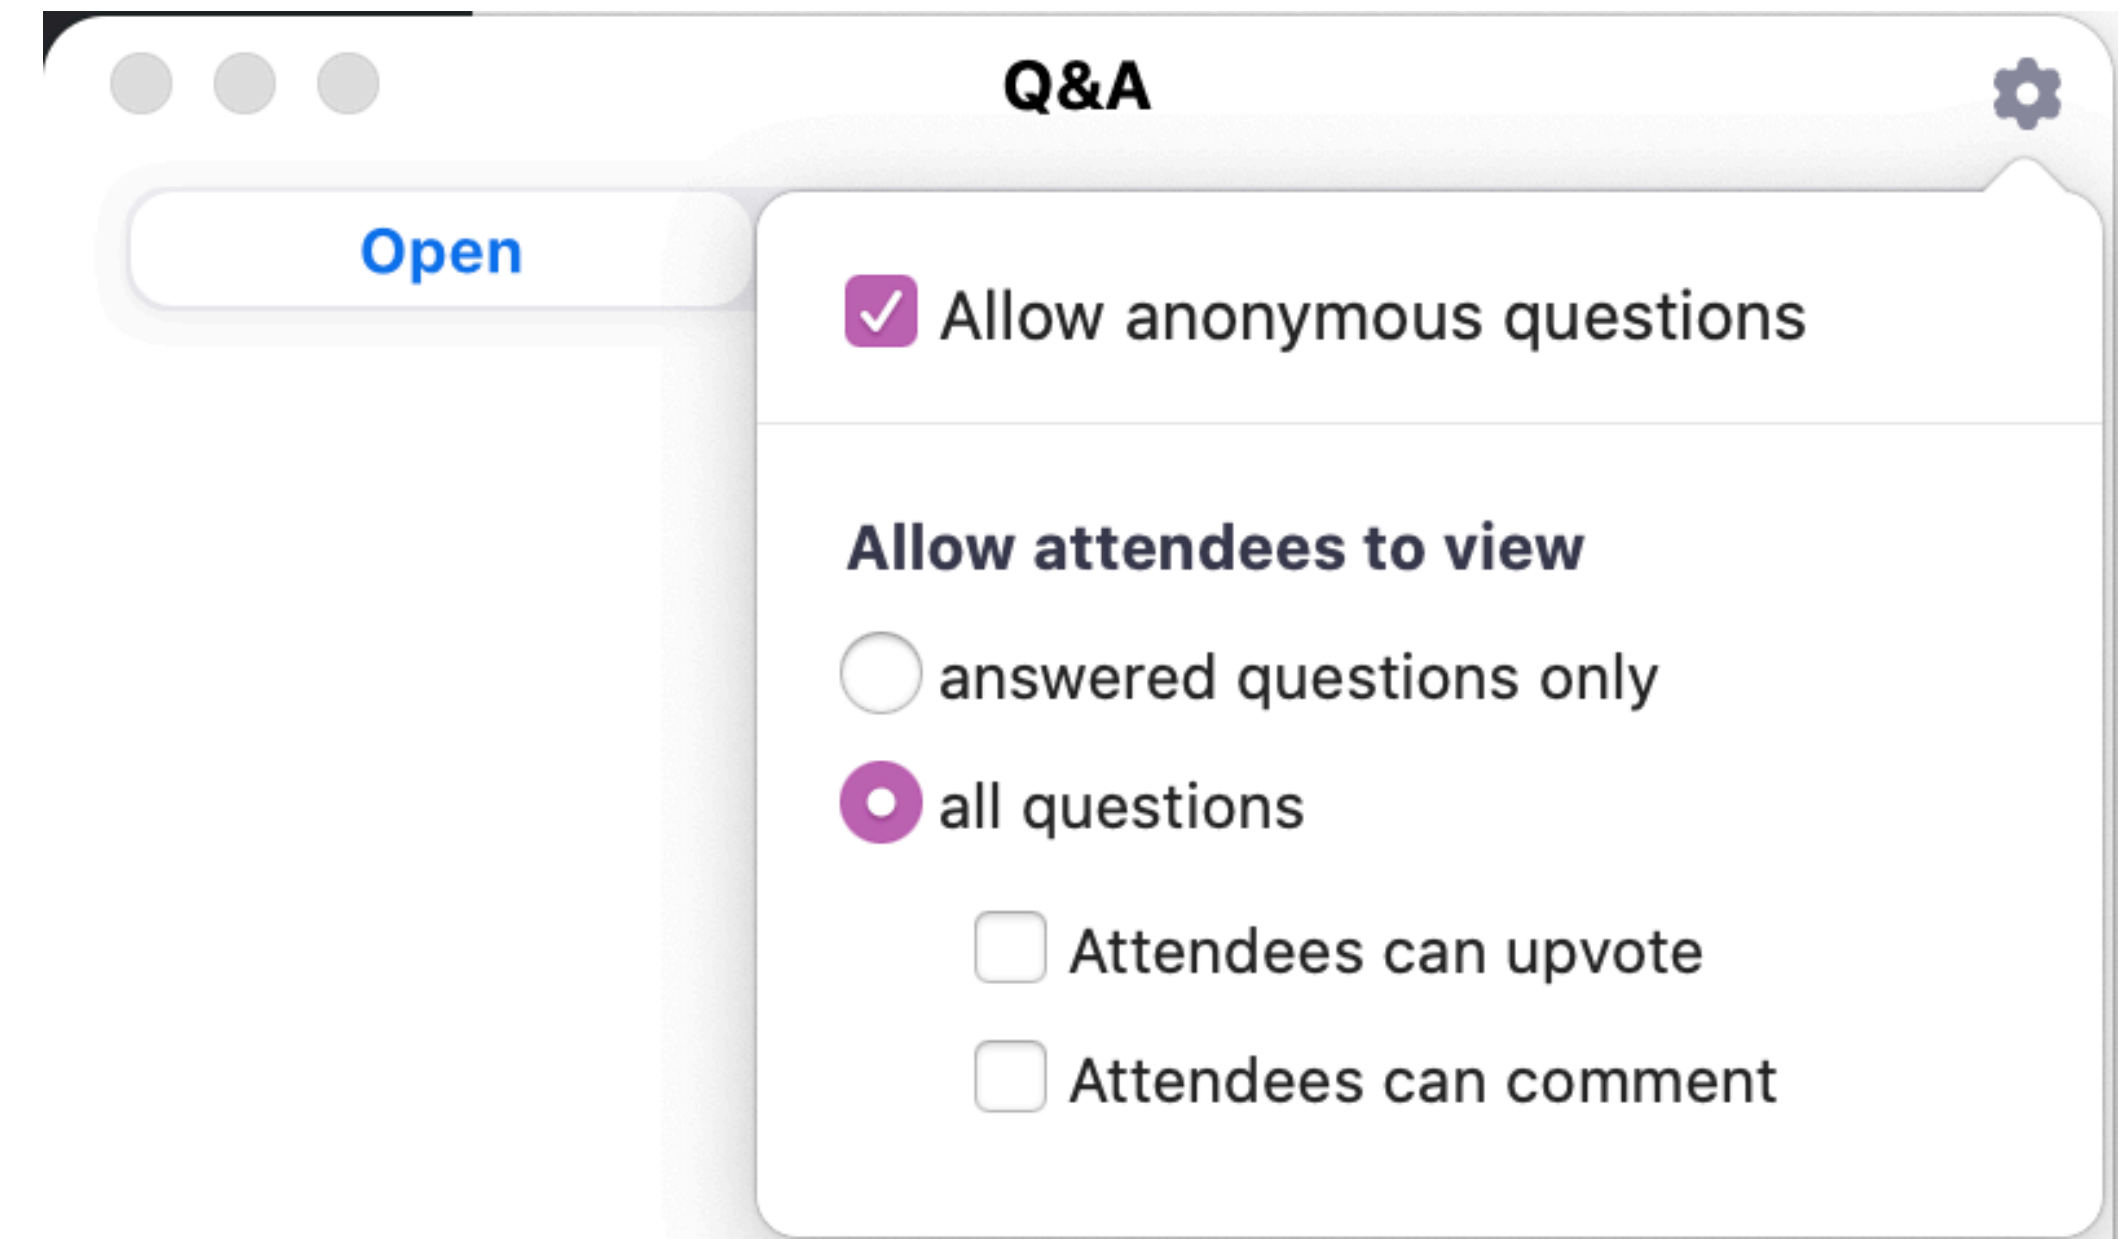 Q&A
Open
Allow anonymous questions
Allow attendees to view
answered questions only
all questions
Attendees can upvote
Attendees can comment